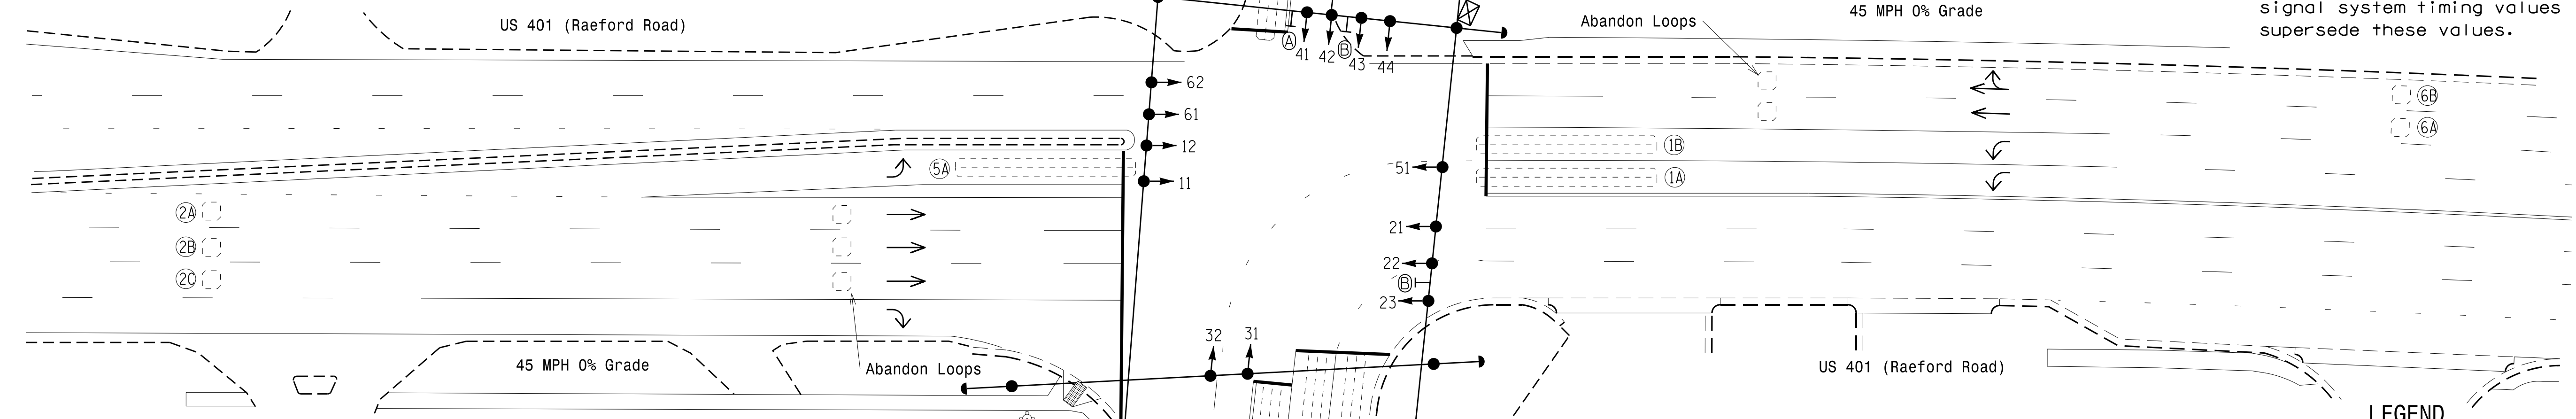 US 401 (Raeford Road)
Abandon Loops
45 MPH 0% Grade
signal system timing values
supersede these values.
A
41
42
B
43
44
62
61
12
11
5A
51
1B
1A
6B
6A
2A
2B
2C
21
22
B
23
32
31
45 MPH 0% Grade
Abandon Loops
US 401 (Raeford Road)
LEGEND